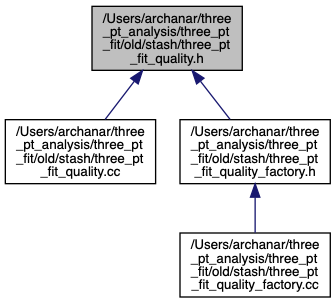 /Users/archanar/three
_pt_analysis/three_pt
_fit/old/stash/three_pt
_fit_quality.h
/Users/archanar/three
_pt_analysis/three_pt
_fit/old/stash/three_pt
_fit_quality.cc
/Users/archanar/three
_pt_analysis/three_pt
_fit/old/stash/three_pt
_fit_quality_factory.h
/Users/archanar/three
_pt_analysis/three_pt
_fit/old/stash/three_pt
_fit_quality_factory.cc